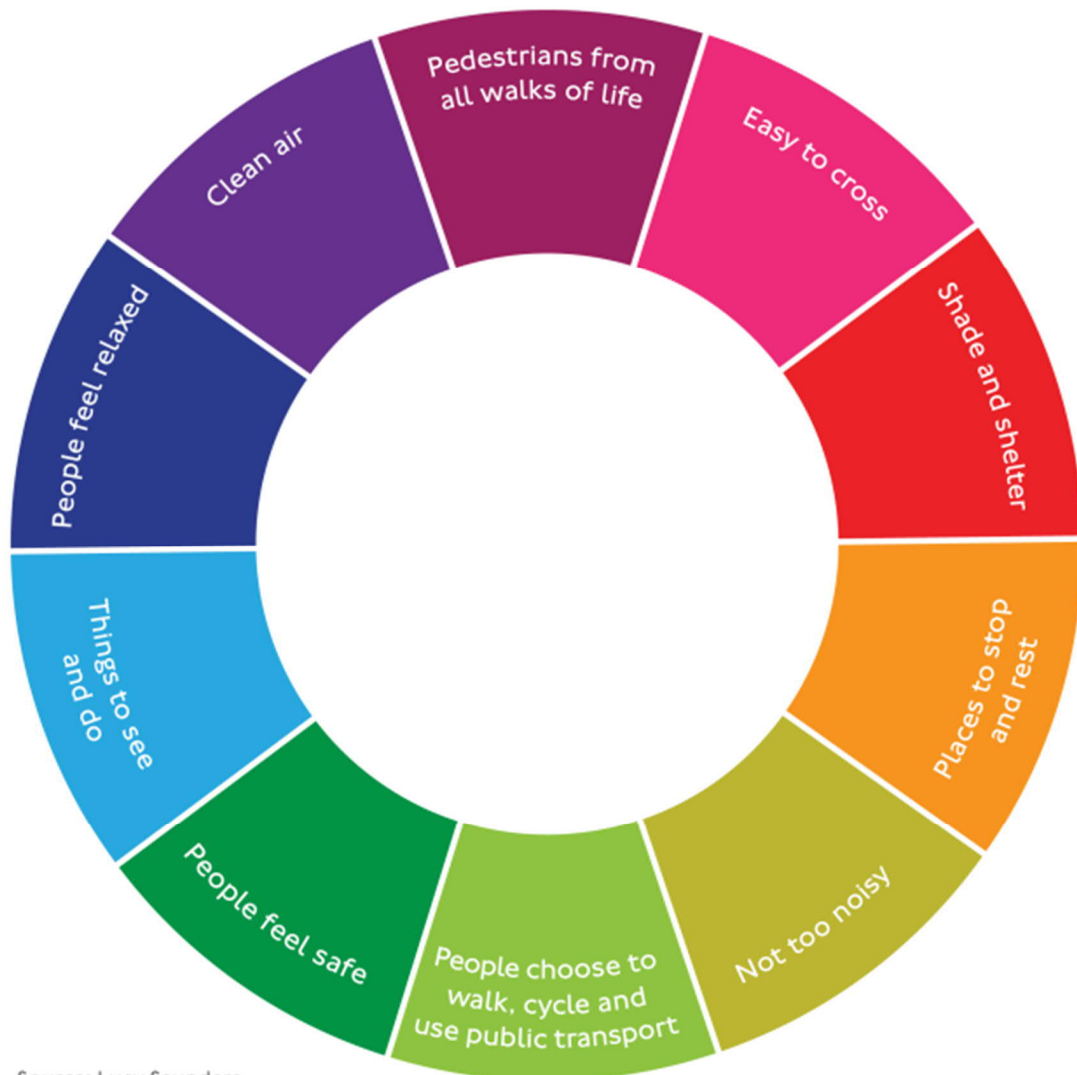 Pedestrians from
all walks of life
Easy to cross
Shade and shelter
Places to stop
and rest
Not too noisy
People choose to
walk, cycle and
use public transport
People feel safe
Things to see
and do
People feel relaxed
Clean air